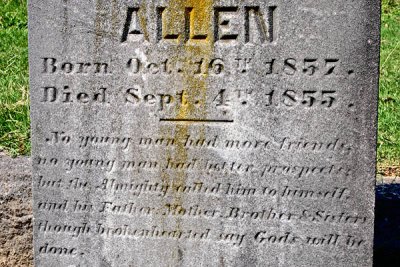 ALLEN
Born Oct. 16TH 1837.
Died Sept. 4TH 1855.
No young man had more friends,
no young man had better prospects;
but the Almighty called him to himself,
and his Father, Mother, Brother & Sister,
though brokenhearted say Gods will be
done.